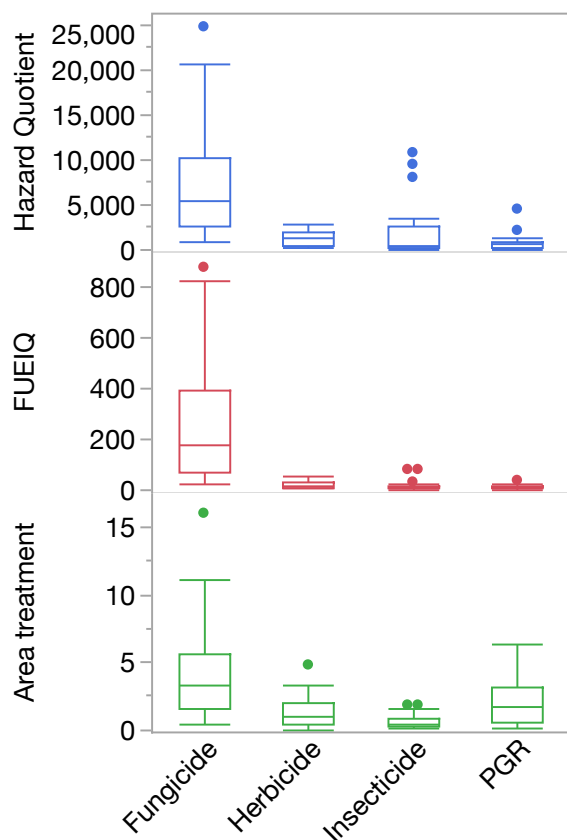 Hazard Quotient
25,000
20,000
15,000
10,000
5,000
0
FUEIQ
800
600
400
200
0
Area treatment
15
10
5
0
Fungicide
Herbicide
Insecticide
PGR